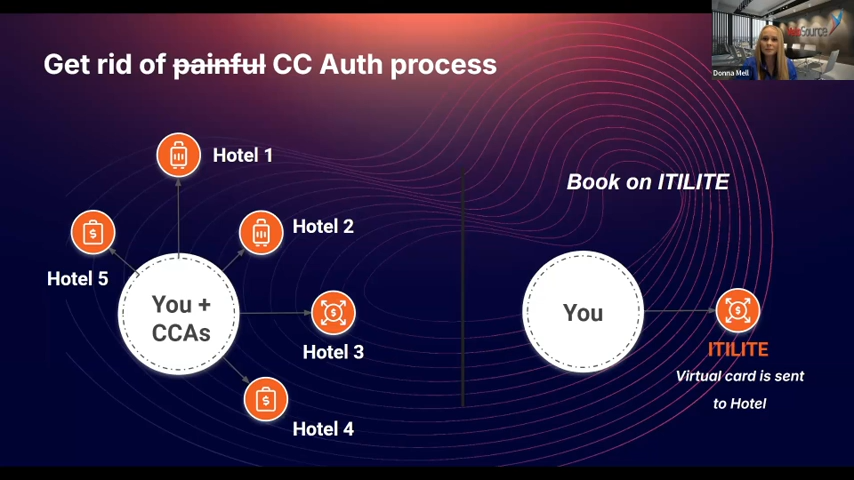 Get rid of painful CC Auth process
Donna Mell
Hotel 1
Hotel 2
Hotel 5
You +
CCAs
Hotel 3
Hotel 4
Book on ITILITE
You
ITILITE
Virtual card is sent
to Hotel